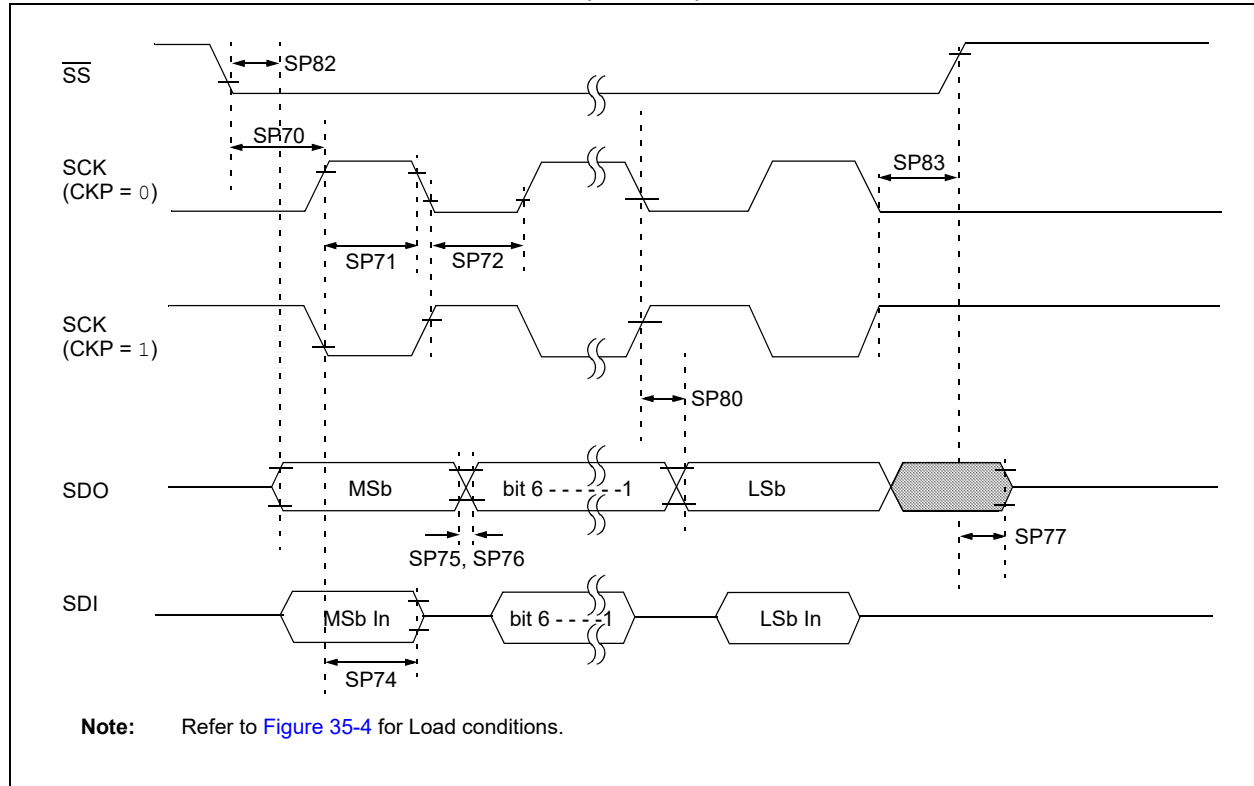 SS
SP82
SP70
SCK
(CKP = 0)
SP83
SP71
SP72
SCK
(CKP = 1)
SP80
SDO
MSb
bit 6 - - - - - -1
LSb
SP75, SP76
SP77
SDI
MSb In
bit 6 - - - -1
LSb In
SP74
Note: Refer to Figure 35-4 for Load conditions.